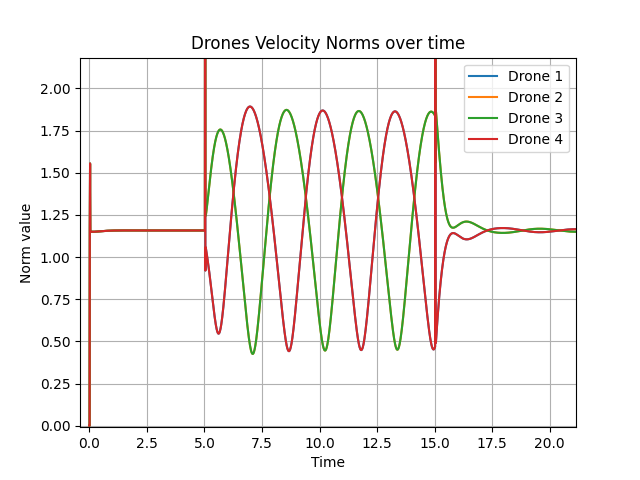 Drones Velocity Norms over time
Norm value
2.00
1.75
1.50
1.25
1.00
0.75
0.50
0.25
0.00
Drone 1
Drone 2
Drone 3
Drone 4
0.0 2.5 5.0 7.5 10.0 12.5 15.0 17.5 20.0
Time